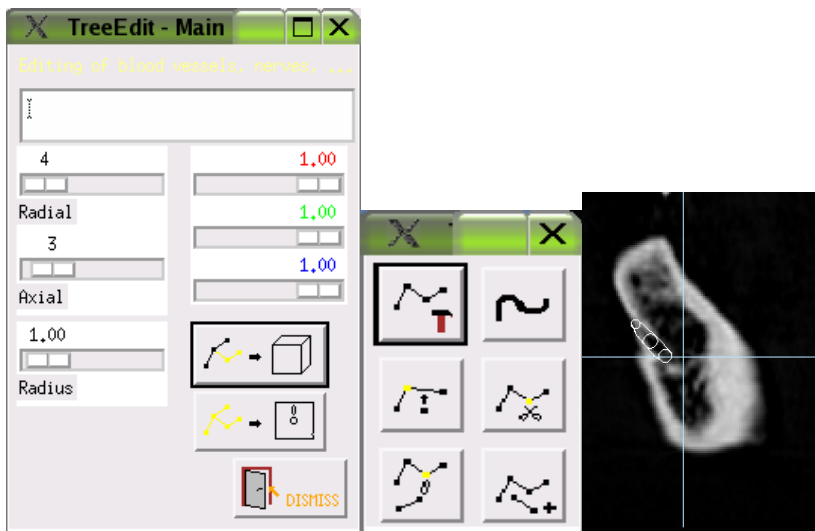 TreeEdit - Main
Editing of blood vessels, nerves, ...
4
1.00
Radial
1.00
3
1.00
Axial
1.00
Radius
DISMISS